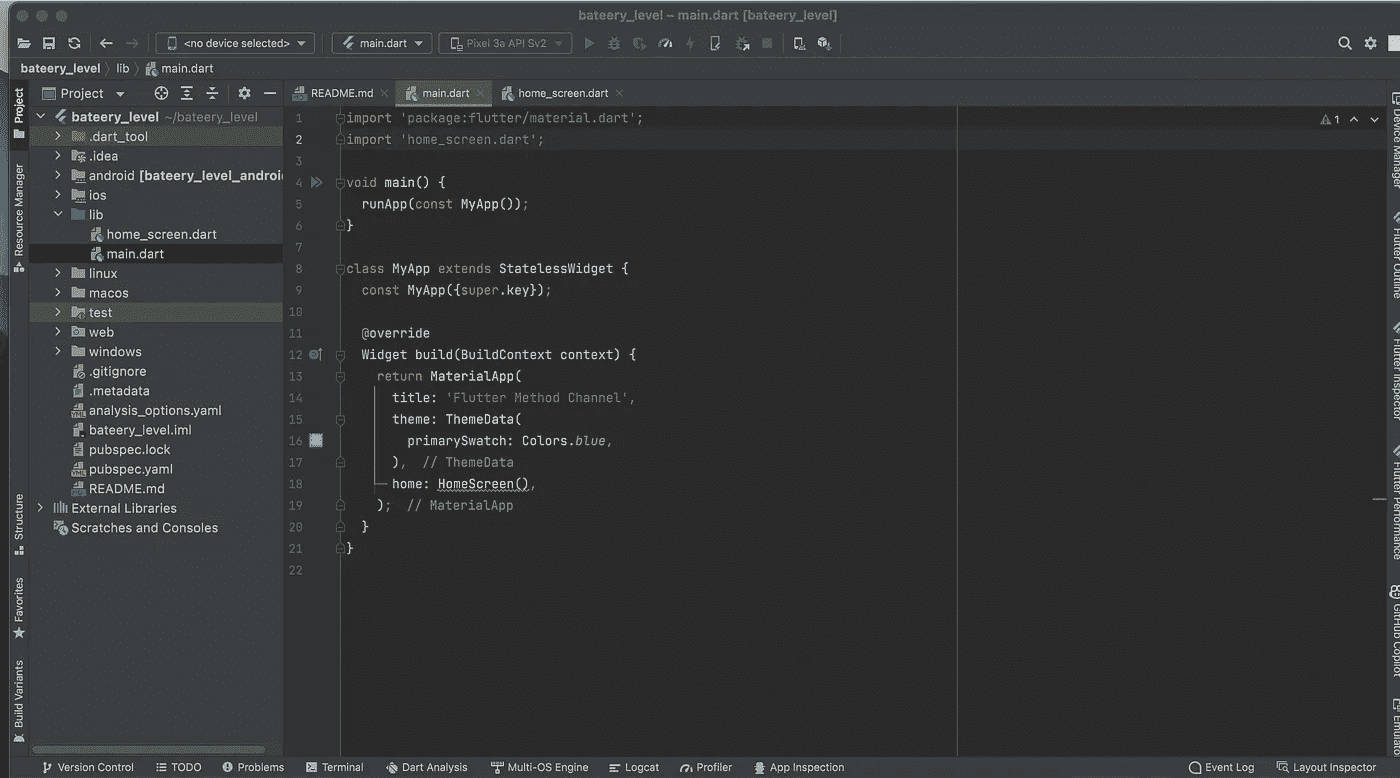 bateery_level – main.dart [bateery_level]
<no device selected> main.dart Pixel 3a API Sv2
bateery_level lib main.dart
Project
README.md main.dart home_screen.dart
Project
Resource Manager
Structure
Favorites
Build Variants
bateery_level ~/bateery_level
.dart_tool
.idea
android [bateery_level_androi
ios
lib
home_screen.dart
main.dart
linux
macos
test
web
windows
.gitignore
.metadata
analysis_options.yaml
bateery_level.iml
pubspec.lock
pubspec.yaml
README.md
External Libraries
Scratches and Consoles
1 import 'package:flutter/material.dart';
2 import 'home_screen.dart';
3
4 void main() {
5 runApp(const MyApp());
6 }
7
8 class MyApp extends StatelessWidget {
9 const MyApp({super.key});
10
11 @override
12 Widget build(BuildContext context) {
13 return MaterialApp(
14 title: 'Flutter Method Channel',
15 theme: ThemeData(
16 primarySwatch: Colors.blue,
17 ), // ThemeData
18 home: HomeScreen(),
19 ); // MaterialApp
20 }
21 }
22
1
Device Manager
Flutter Outline
Flutter Inspector
Flutter Performance
GitHub Copilot
Emulator
Version Control TODO Problems Terminal Dart Analysis Multi-OS Engine Logcat Profiler App Inspection Event Log Layout Inspector